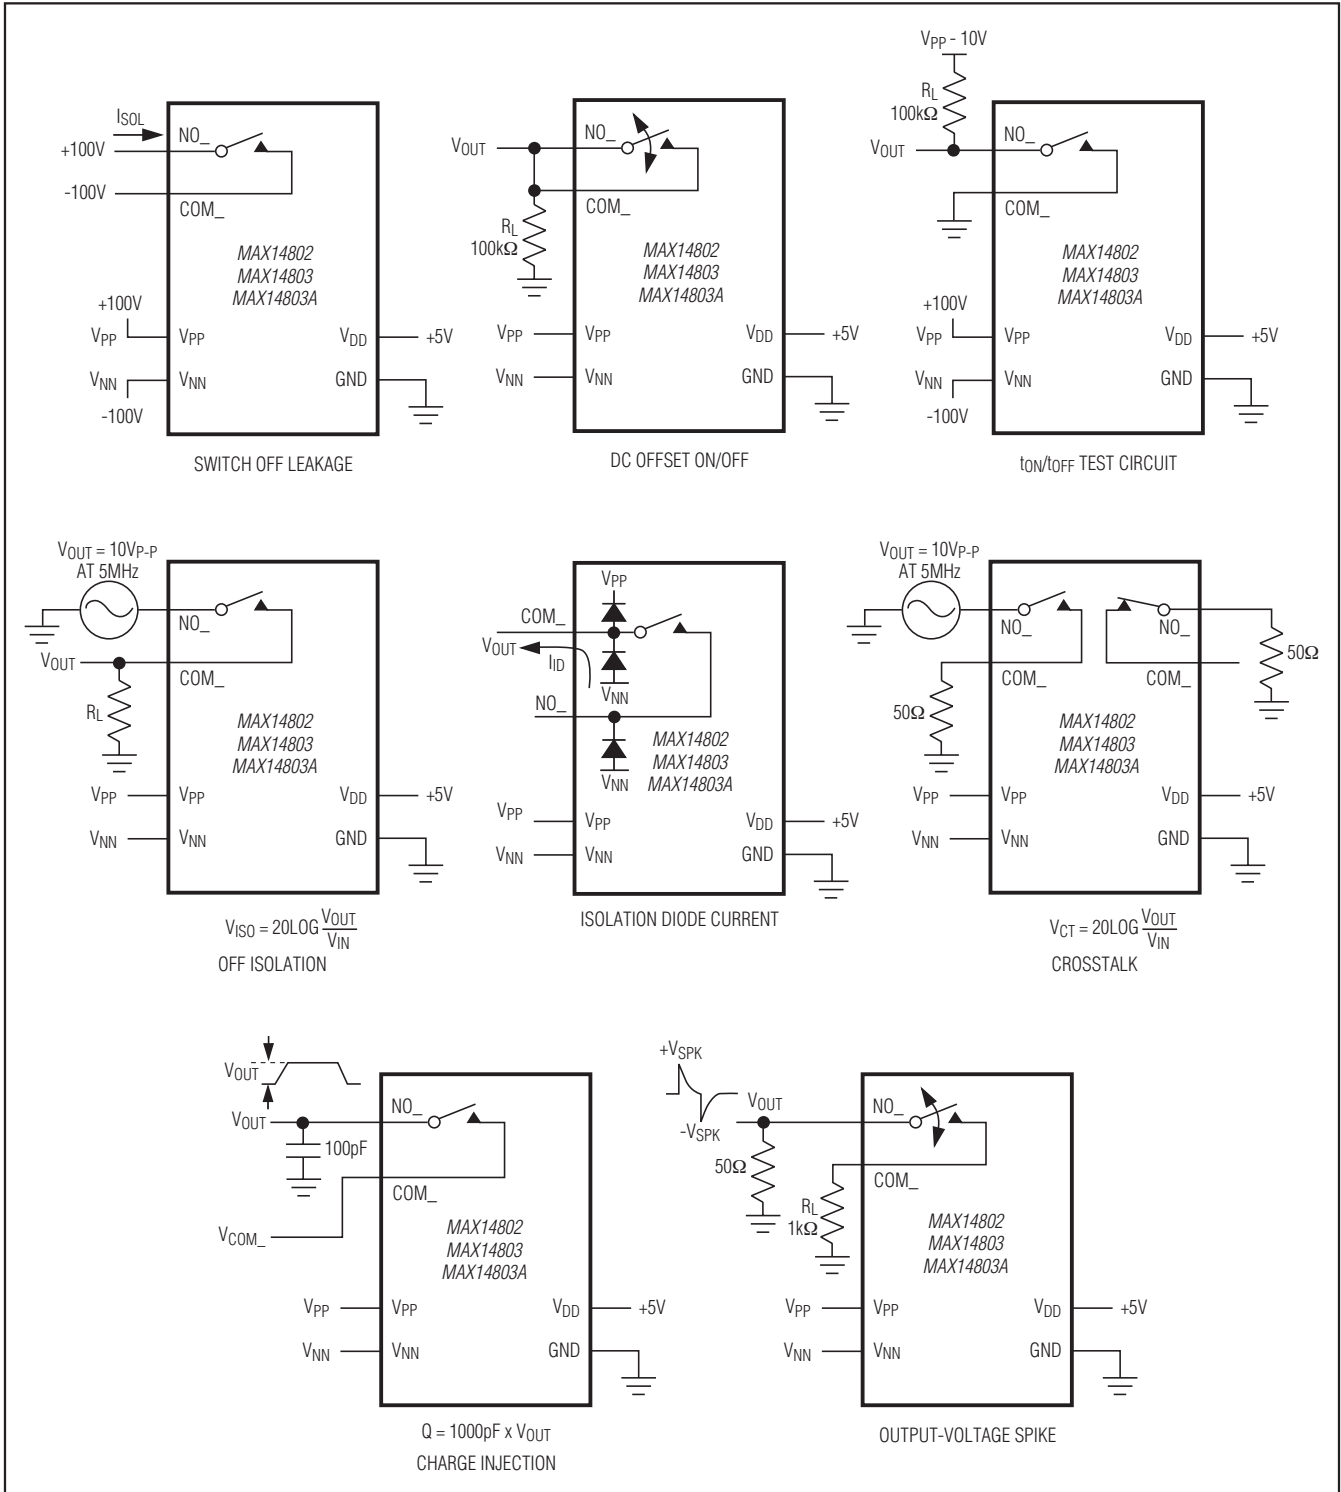 ISOL
+100V
-100V
NO_
COM_
MAX14802
MAX14803
MAX14803A
+100V
VPP
VPP
VDD
+5V
VNN
VNN
GND
-100V
SWITCH OFF LEAKAGE
VOUT
NO_
COM_
RL
100kΩ
MAX14802
MAX14803
MAX14803A
VPP
VPP
VDD
+5V
VNN
VNN
GND
DC OFFSET ON/OFF
VPP - 10V
RL
100kΩ
VOUT
NO_
COM_
MAX14802
MAX14803
MAX14803A
+100V
VPP
VPP
VDD
+5V
VNN
VNN
GND
-100V
tON/tOFF TEST CIRCUIT
VOUT = 10VP-P
AT 5MHz
NO_
VOUT
COM_
RL
MAX14802
MAX14803
MAX14803A
VPP
VPP
VDD
+5V
VNN
VNN
GND
VISO = 20LOG VOUT
VIN
OFF ISOLATION
VPP
COM_
VOUT
IID
VNN
NO_
VNN
MAX14802
MAX14803
MAX14803A
VPP
VPP
VDD
+5V
VNN
VNN
GND
ISOLATION DIODE CURRENT
VOUT = 10VP-P
AT 5MHz
NO_
NO_
COM_
COM_
50Ω
50Ω
MAX14802
MAX14803
MAX14803A
VPP
VPP
VDD
+5V
VNN
VNN
GND
VCT = 20LOG VOUT
VIN
CROSSTALK
VOUT
VOUT
NO_
100pF
COM_
VCOM_
MAX14802
MAX14803
MAX14803A
VPP
VPP
VDD
+5V
VNN
VNN
GND
Q = 1000pF x VOUT
CHARGE INJECTION
+VSPK
VOUT
-VSPK
NO_
50Ω
COM_
RL
1kΩ
MAX14802
MAX14803
MAX14803A
VPP
VPP
VDD
+5V
VNN
VNN
GND
OUTPUT-VOLTAGE SPIKE